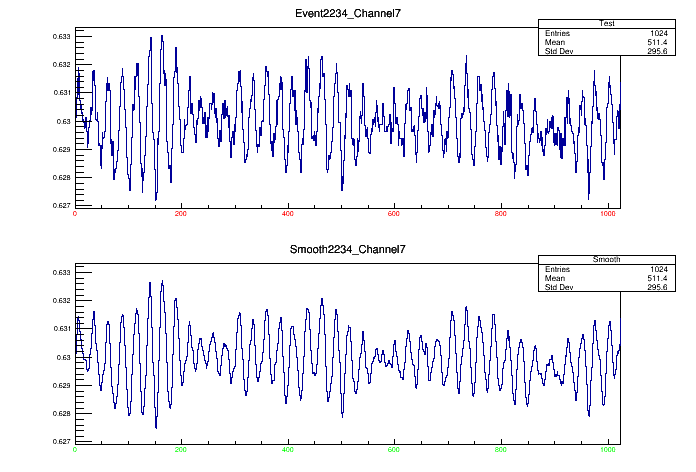 Event2234_Channel7
Test
Entries 1024
Mean 511.4
Std Dev 295.6
0.633
0.632
0.631
0.63
0.629
0.628
0.627
0 200 400 600 800 1000
Smooth2234_Channel7
Smooth
Entries 1024
Mean 511.4
Std Dev 295.6
0.633
0.632
0.631
0.63
0.629
0.628
0.627
0 200 400 600 800 1000